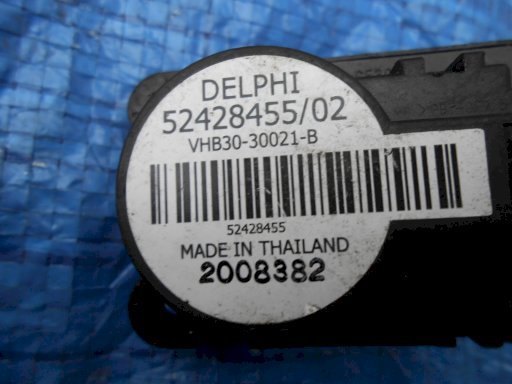 DELPHI
52428455/02
VHB30-30021-B
52428455
MADE IN THAILAND
2008382